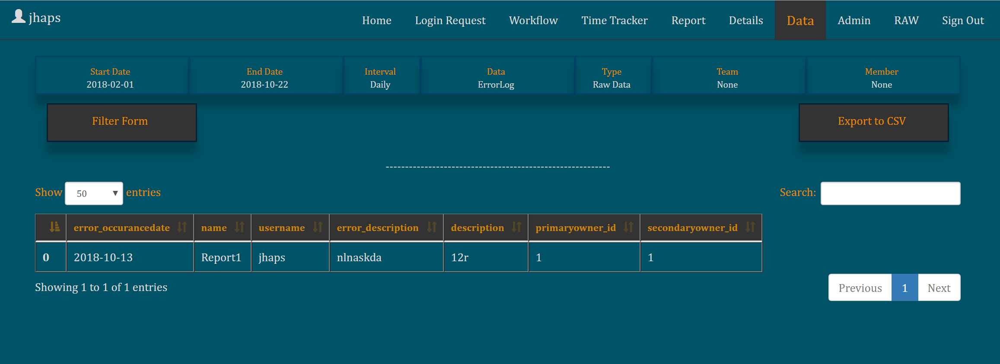 jhaps
Home Login Request Workflow Time Tracker Report Details Data Admin RAW Sign Out
Start Date End Date Interval Data Type Team Member
2018-02-01 2018-10-22 Daily ErrorLog Raw Data None None
Filter Form Export to CSV
----------------------------------------------------------
Show 50 entries Search:
error_occurancedate name username error_description description primaryowner_id secondaryowner_id
0 2018-10-13 Report1 jhaps nlnaskda 12r 1 1
Showing 1 to 1 of 1 entries
Previous 1 Next